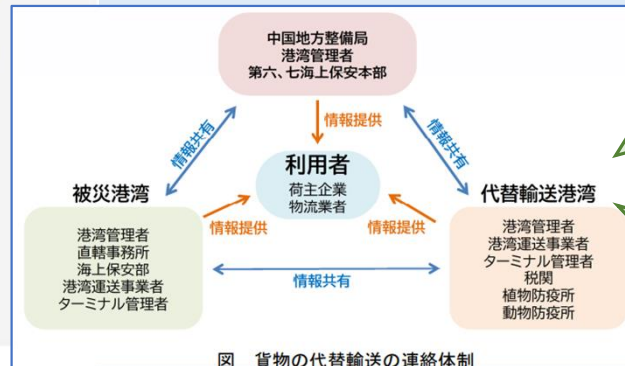 中国地方整備局
港湾管理者
第六、七海上保安本部
情報共有
情報提供
情報共有
利用者
荷主企業
物流業者
被災港湾
代替輸送港湾
港湾管理者
直轄事務所
海上保安部
港湾運送事業者
ターミナル管理者
情報提供
情報提供
港湾管理者
港湾運送事業者
ターミナル管理者
税関
植物防疫所
動物防疫所
情報共有
図 貨物の代替輸送の連絡体制